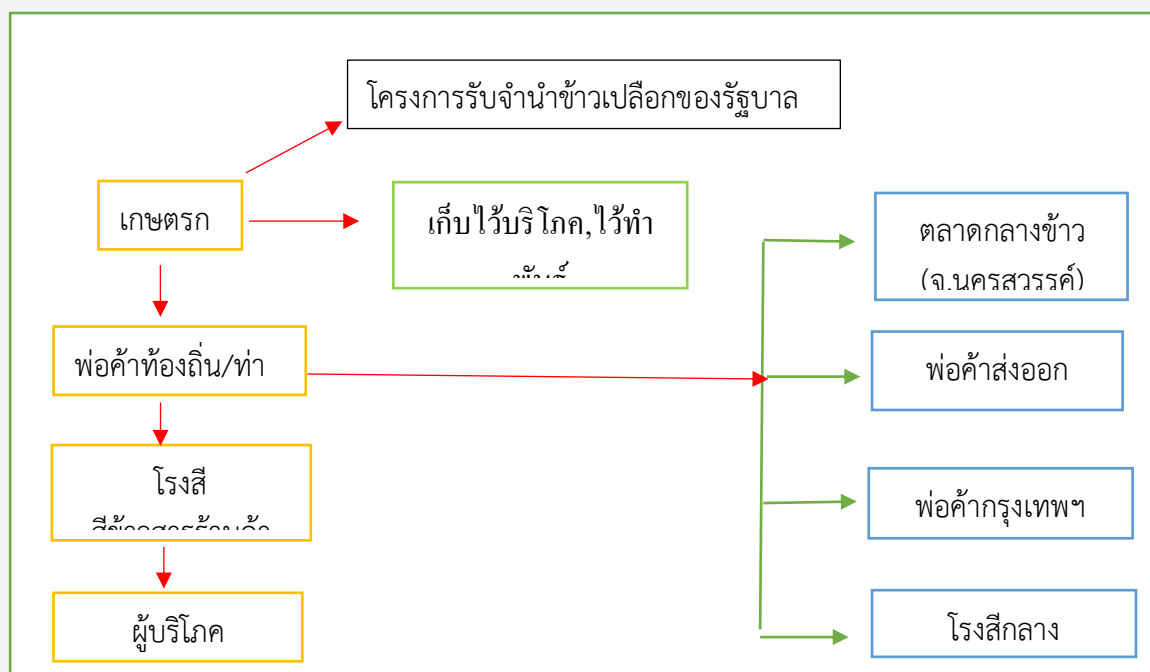 โครงการรับจำนำข้าวเปลือกของรัฐบาล
เกษตรก
เก็บไว้บริโภค,ไว้ทำ
พันธุ์
ตลาดกลางข้าว
(จ.นครสวรรค์)
พ่อค้าท้องถิ่น/ท่า
พ่อค้าส่งออก
โรงสี
พ่อค้ากรุงเทพฯ
ผู้บริโภค
โรงสีกลาง